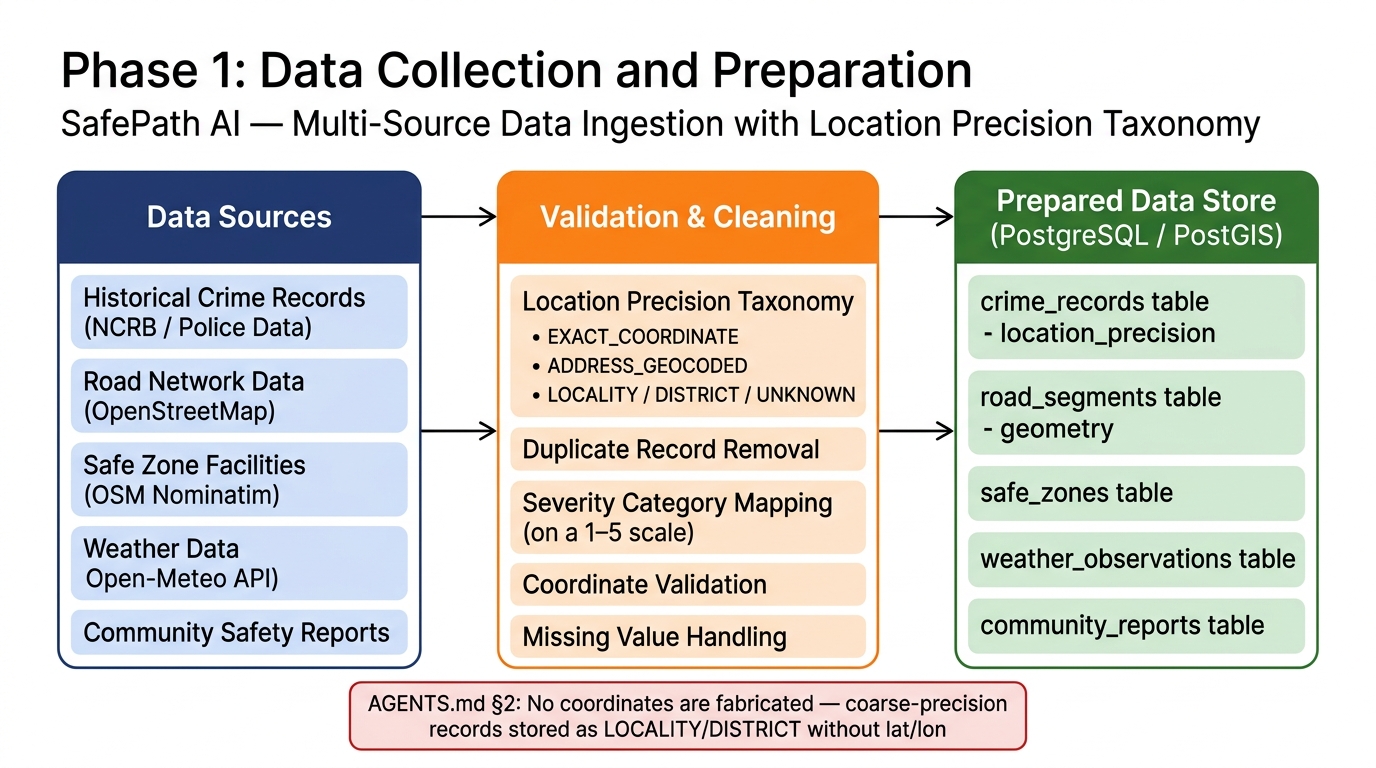 Phase 1: Data Collection and Preparation
SafePath AI — Multi-Source Data Ingestion with Location Precision Taxonomy
Data Sources
Historical Crime Records
(NCRB / Police Data)
Road Network Data
(OpenStreetMap)
Safe Zone Facilities
(OSM Nominatim)
Weather Data
Open-Meteo API)
Community Safety Reports
Validation & Cleaning
Location Precision Taxonomy
• EXACT_COORDINATE
• ADDRESS_GEOCODED
• LOCALITY / DISTRICT / UNKNOWN
Duplicate Record Removal
Severity Category Mapping
(on a 1–5 scale)
Coordinate Validation
Missing Value Handling
Prepared Data Store
(PostgreSQL / PostGIS)
crime_records table
- location_precision
road_segments table
- geometry
safe_zones table
weather_observations table
community_reports table
AGENTS.md §2: No coordinates are fabricated — coarse-precision
records stored as LOCALITY/DISTRICT without lat/lon